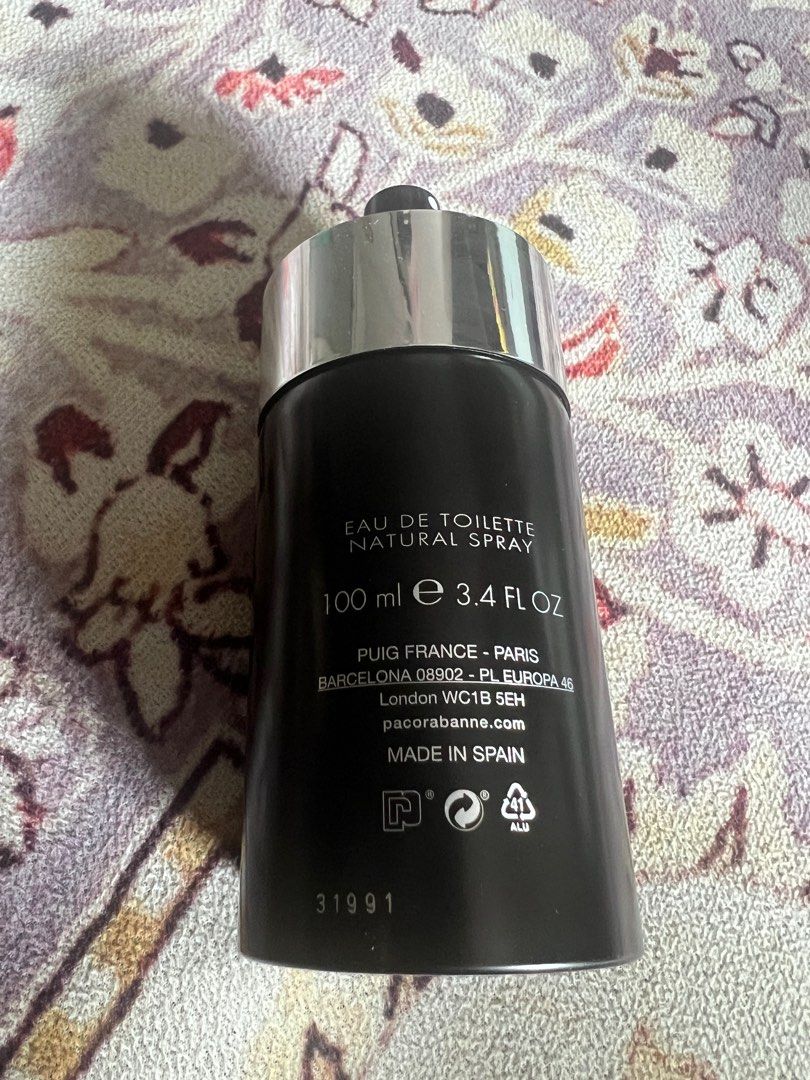 EAU DE TOILETTE
NATURAL SPRAY
100 ml ℮ 3.4 FL OZ
PUIG FRANCE - PARIS
BARCELONA 08902 - PL EUROPA 46
London WC1B 5EH
pacorabanne.com
MADE IN SPAIN
® ® 41
ALU
31991